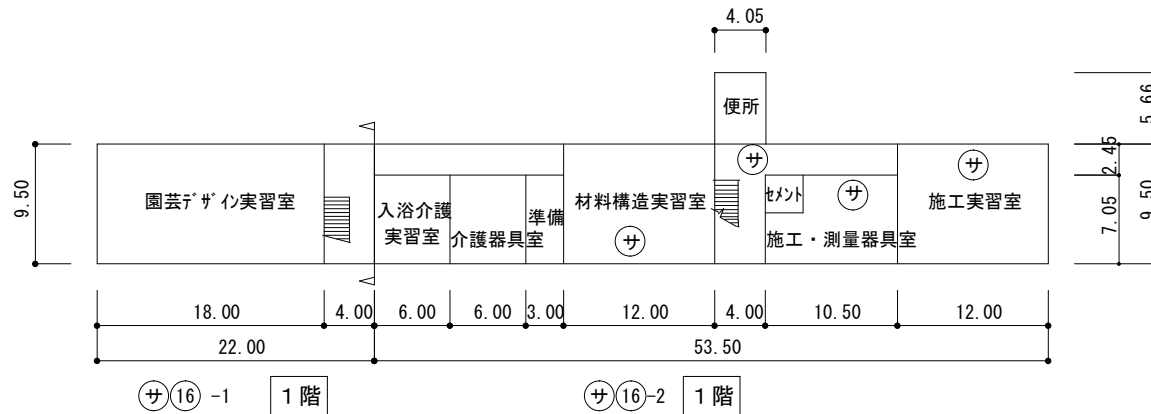 4.05
便所
5.66
2.45
7.05
9.50
9.50
園芸ﾃﾞｻﾞｲﾝ実習室
入浴介護
実習室
介護器具室
準備
材料構造実習室
サ
サ
ｾﾒﾝﾄ
サ
施工・測量器具室
サ
施工実習室
18.00
4.00
6.00
6.00
3.00
12.00
4.00
10.50
12.00
22.00
53.50
サ 16 -1 1階
サ 16 -2 1階